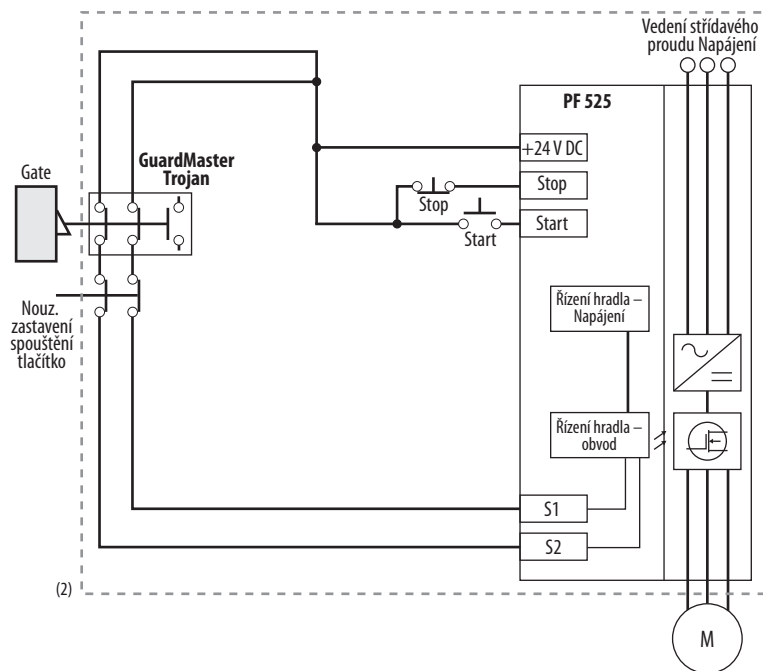 Vedení střídavého
proudu Napájení
PF 525
GuardMaster
Trojan
Gate
+24 V DC
Stop
Stop
Start
Start
Nouz.
zastavení
spouštění
tlačítko
Řízení hradla –
Napájení
Řízení hradla –
obvod
S1
S2
(2)
M